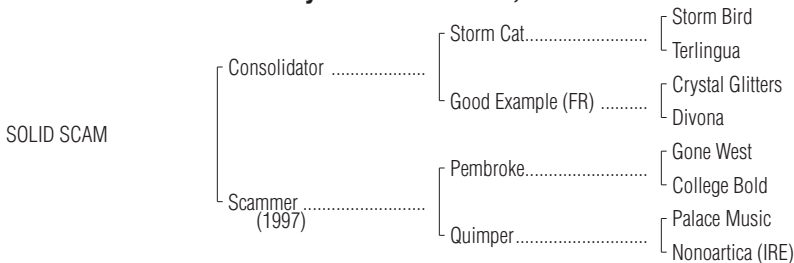 Storm Bird
Storm Cat....................................
Terlingua
Consolidator .....................
Crystal Glitters
Good Example (FR) ..........
Divona
SOLID SCAM
Gone West
Pembroke...........................
College Bold
Scammer ...........................
(1997)
Palace Music
Quimper.............................
Nonoartica (IRE)